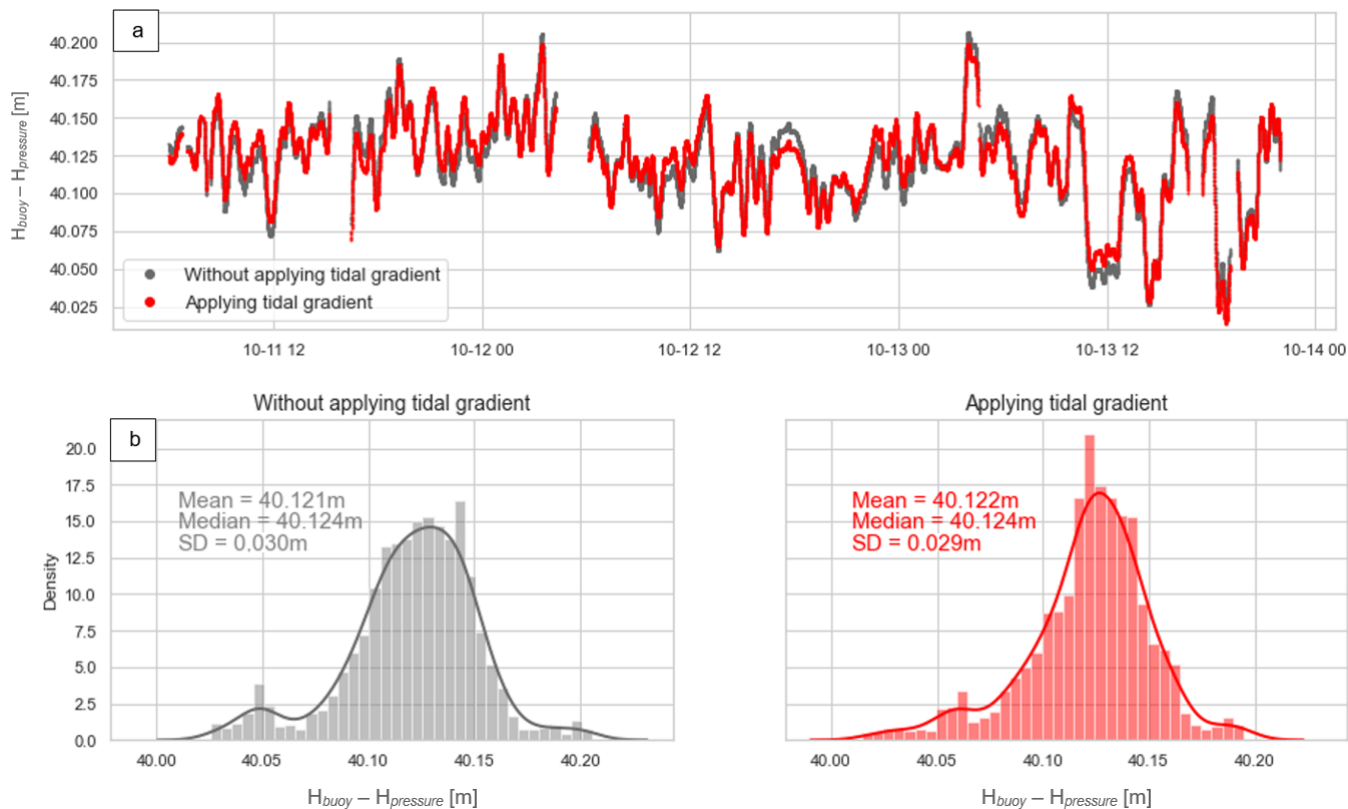 a
H_buoy – H_pressure [m]
40.200
40.175
40.150
40.125
40.100
40.075
40.050
40.025
Without applying tidal gradient
Applying tidal gradient
10-11 12
10-12 00
10-12 12
10-13 00
10-13 12
10-14 00
Without applying tidal gradient
b
Density
20.0
17.5
15.0
12.5
10.0
7.5
5.0
2.5
0.0
Mean = 40.121m
Median = 40.124m
SD = 0.030m
40.00
40.05
40.10
40.15
40.20
H_buoy – H_pressure [m]
Applying tidal gradient
Mean = 40.122m
Median = 40.124m
SD = 0.029m
40.00
40.05
40.10
40.15
40.20
H_buoy – H_pressure [m]